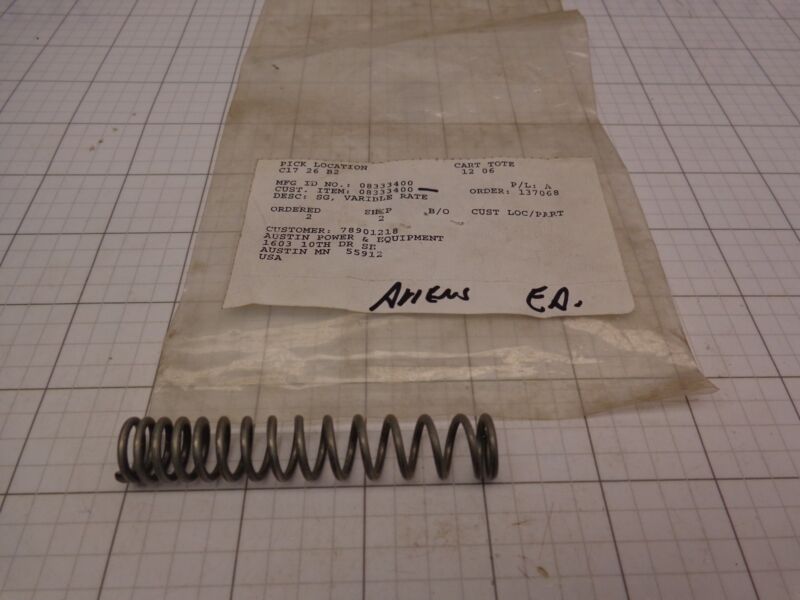 PICK LOCATION CART TOTE
C17 26 B2 12 06
MFG ID NO.: 08333400 P/L: A
CUST. ITEM: 08333400 ORDER: 137068
DESC: SG, VARIBLE RATE
ORDERED SHIP B/O CUST LOC/PART
2 2
CUSTOMER: 78901218
AUSTIN POWER & EQUIPMENT
1603 10TH DR SE
AUSTIN MN 55912
USA
ARIENS EA.